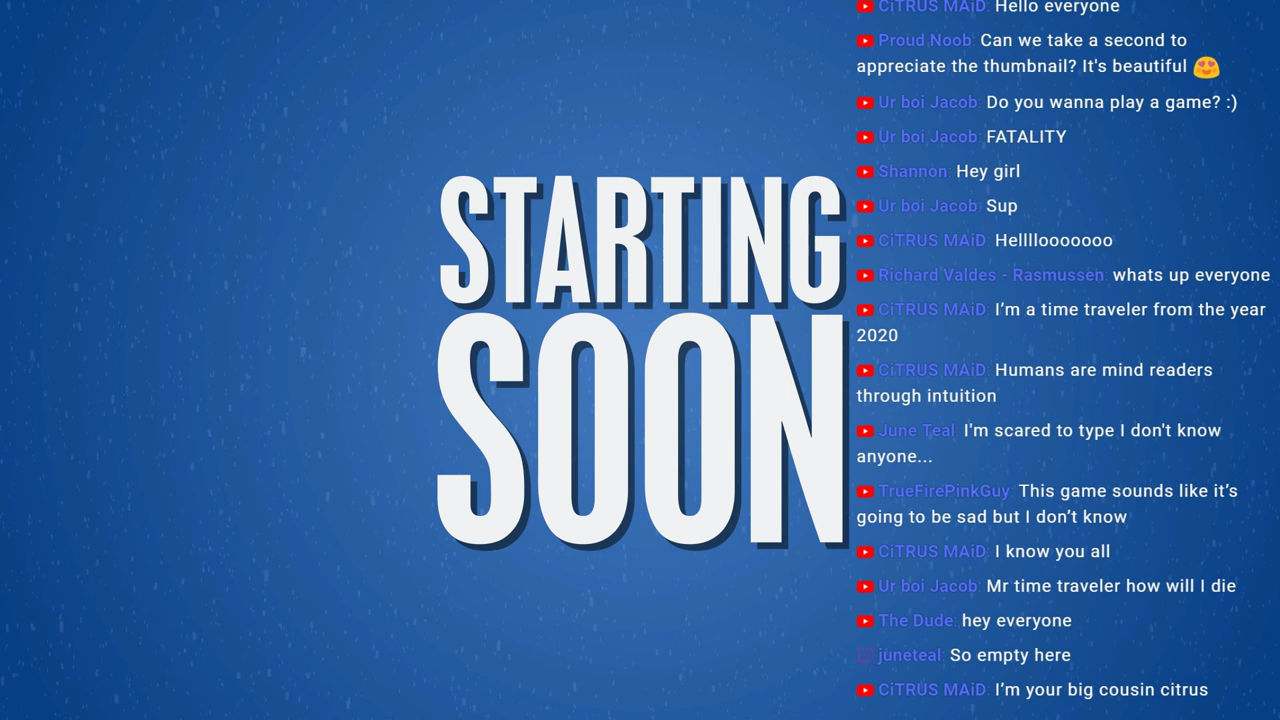 STARTING
SOON
CiTRUS MAiD: Hello everyone
Proud Noob: Can we take a second to
appreciate the thumbnail? It's beautiful 😍
Ur boi Jacob: Do you wanna play a game? :)
Ur boi Jacob: FATALITY
Shannon: Hey girl
Ur boi Jacob: Sup
CiTRUS MAiD: Hellllooooooo
Richard Valdes - Rasmussen: whats up everyone
CiTRUS MAiD: I’m a time traveler from the year
2020
CiTRUS MAiD: Humans are mind readers
through intuition
June Teal: I'm scared to type I don't know
anyone...
TrueFirePinkGuy: This game sounds like it’s
going to be sad but I don’t know
CiTRUS MAiD: I know you all
Ur boi Jacob: Mr time traveler how will I die
The Dude: hey everyone
juneteal: So empty here
CiTRUS MAiD: I’m your big cousin citrus